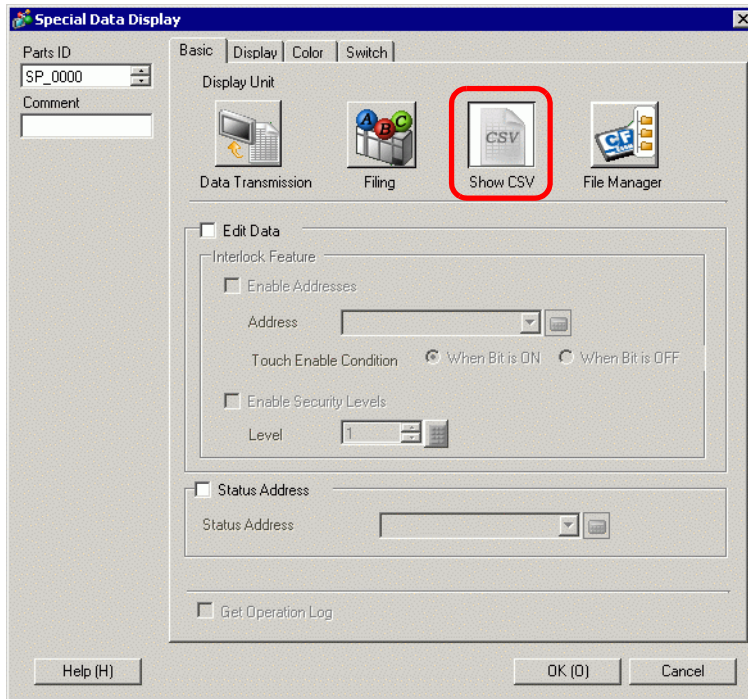 Special Data Display
Parts ID
SP_0000
Comment
Basic Display Color Switch
Display Unit
A B C
CSV
CF
Data Transmission Filing Show CSV File Manager
Edit Data
Interlock Feature
Enable Addresses
Address
Touch Enable Condition When Bit is ON When Bit is OFF
Enable Security Levels
Level 1
Status Address
Status Address
Get Operation Log
Help (H) OK (O) Cancel